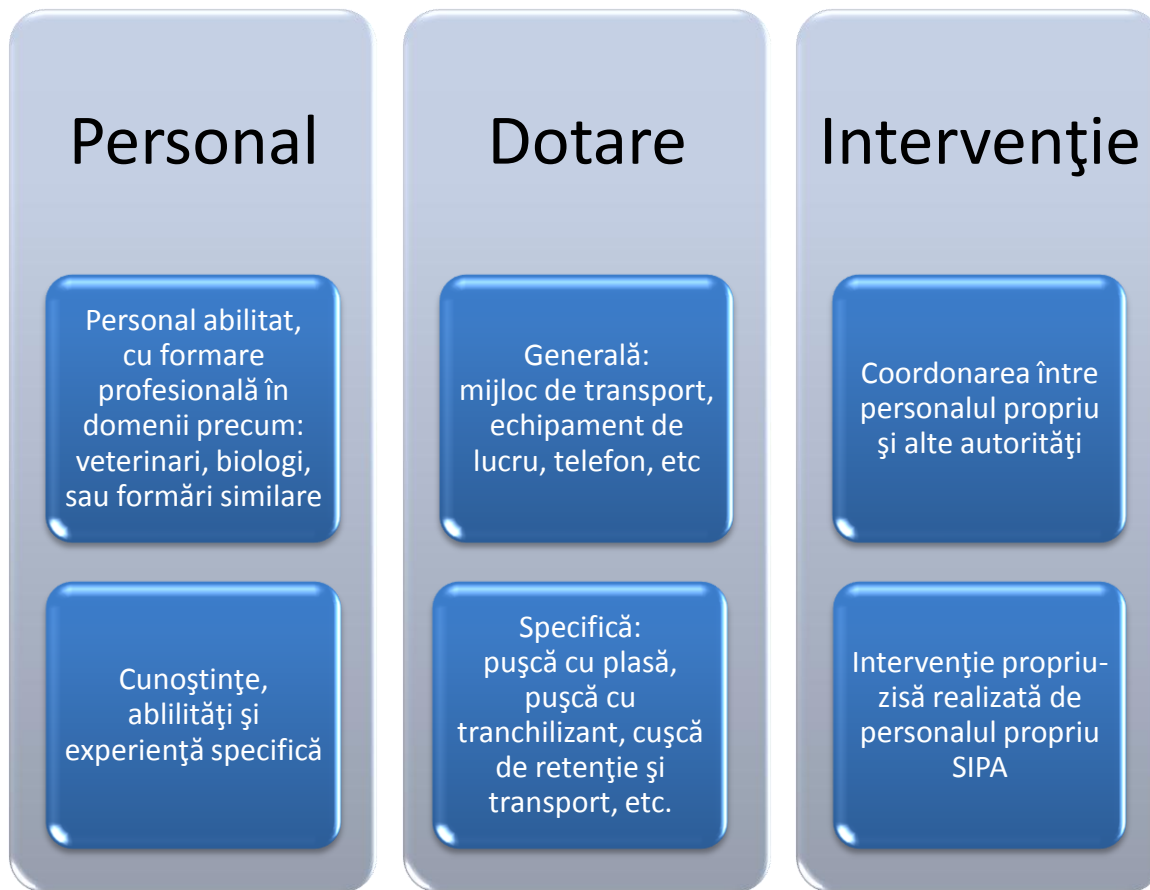 Personal
Personal abilitat,
cu formare
profesională în
domenii precum:
veterinari, biologi,
sau formări similare
Cunoştinţe,
ablilităţi şi
experienţă specifică
Dotare
Generală:
mijloc de transport,
echipament de
lucru, telefon, etc
Specifică:
puşcă cu plasă,
puşcă cu
tranchilizant, cuşcă
de retenţie şi
transport, etc.
Intervenţie
Coordonarea între
personalul propriu
şi alte autorităţi
Intervenţie propriu-
zisă realizată de
personalul propriu
SIPA